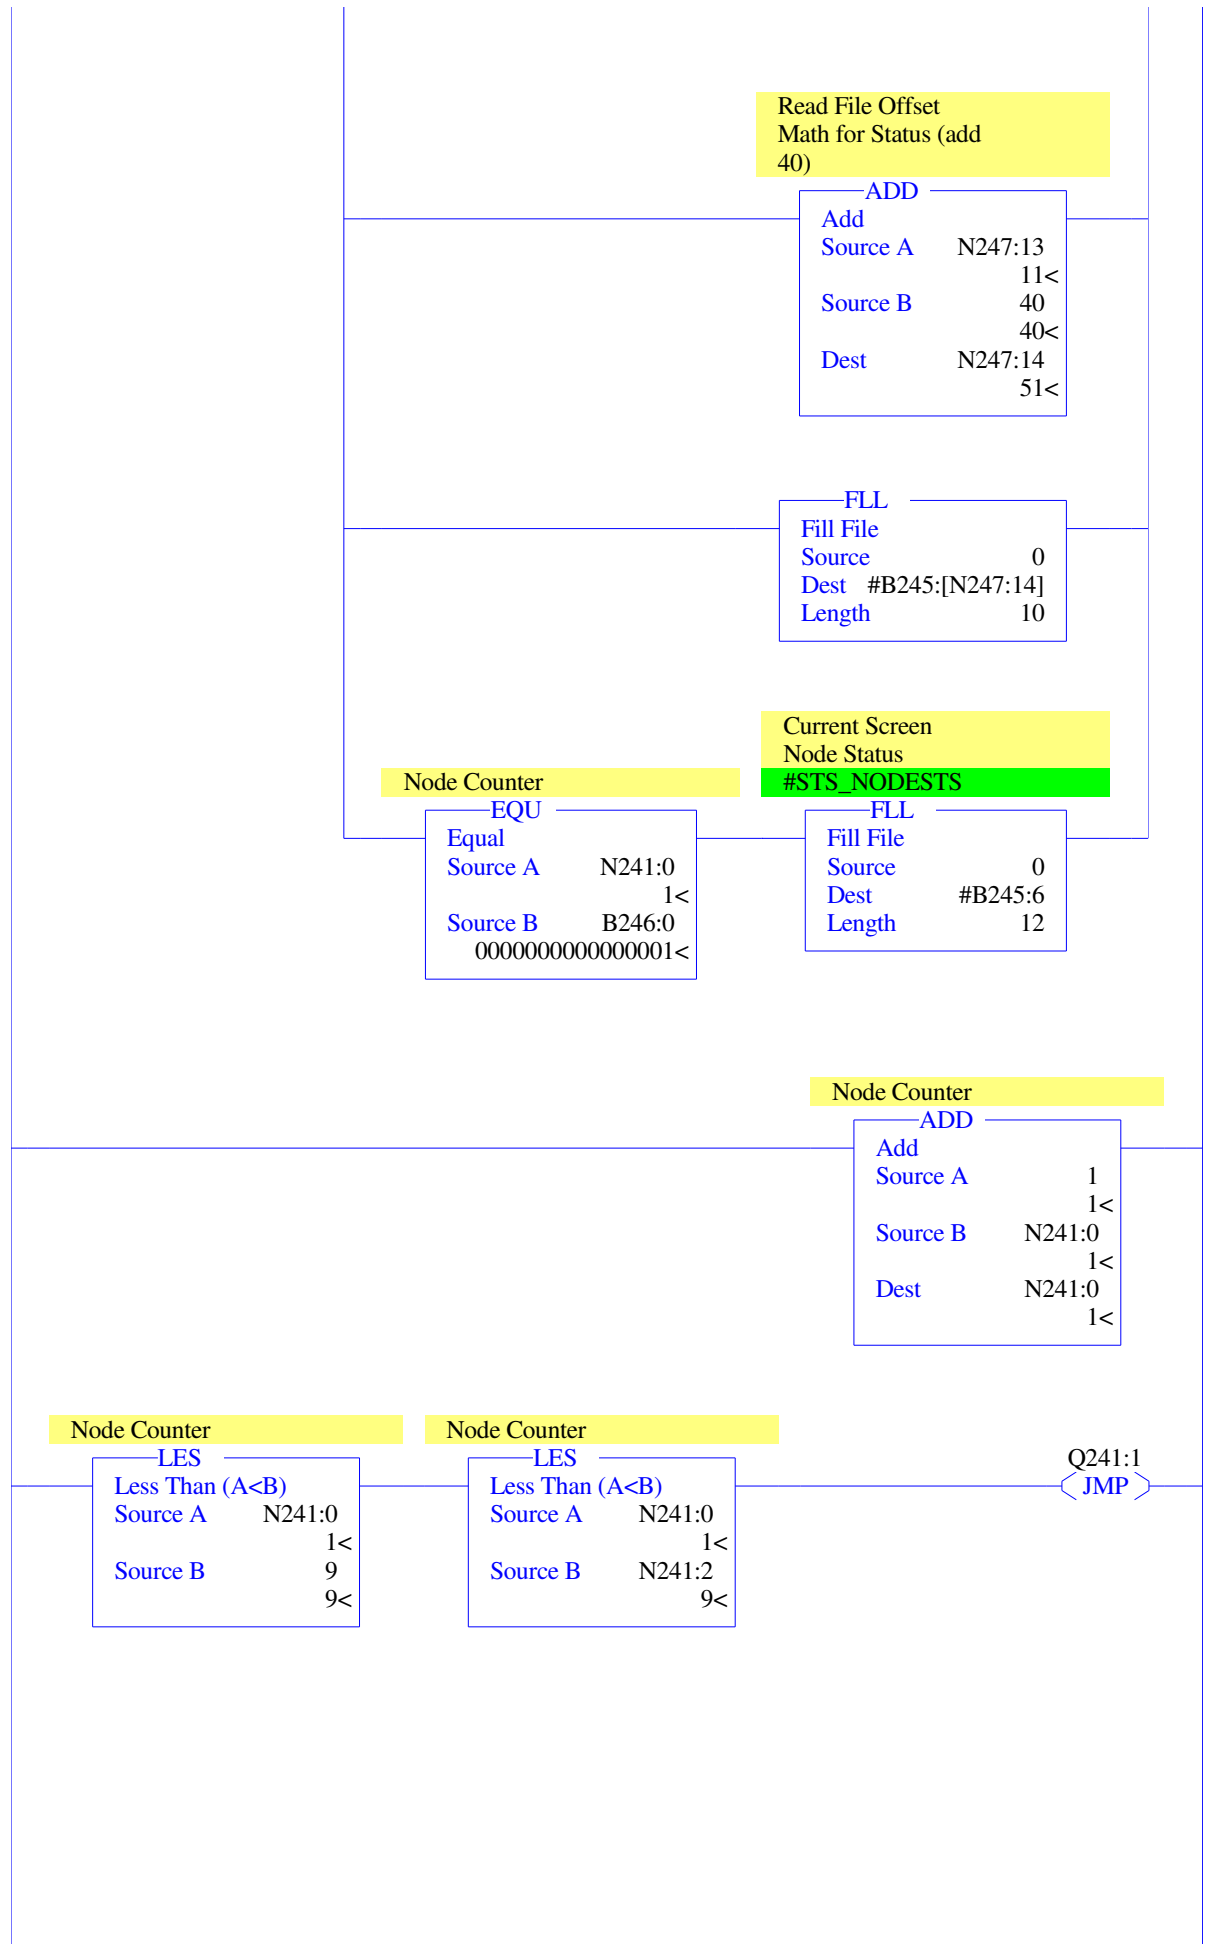 Read File Offset
Math for Status (add
40)
ADD
Add
Source A N247:13
11<
Source B 40
40<
Dest N247:14
51<
FLL
Fill File
Source 0
Dest #B245:[N247:14]
Length 10
Current Screen
Node Status
#STS_NODESTS
Node Counter
EQU
Equal
Source A N241:0
1<
Source B B246:0
0000000000000001<
FLL
Fill File
Source 0
Dest #B245:6
Length 12
Node Counter
ADD
Add
Source A 1
1<
Source B N241:0
1<
Dest N241:0
1<
Node Counter
LES
Less Than (A<B)
Source A N241:0
1<
Source B 9
9<
Node Counter
LES
Less Than (A<B)
Source A N241:0
1<
Source B N241:2
9<
Q241:1
JMP